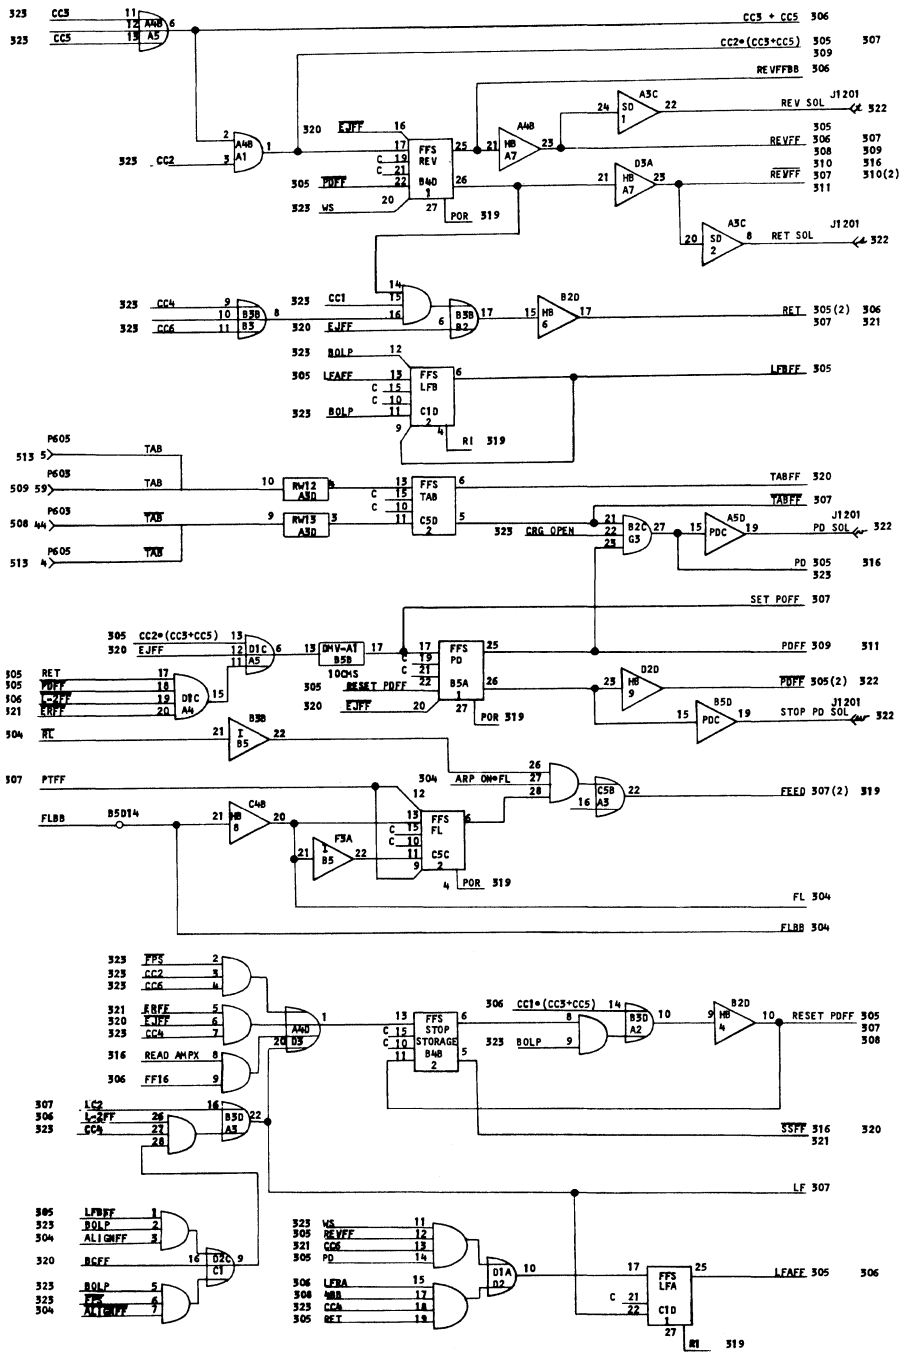 323 CC3 11
12 A4B 6 CC3 + CC5 306
323 CC5 13 A5
CC2•(CC3+CC5) 305 307
309
REVFFBB 306
A3C J1201
24 SD 22 REV SOL 322
1
320 EJFF 16 A4B 305
2 17 FFS 25 21 HB 23 REVFF 306 307
A4B 1 C 19 REV A7 308 309
323 CC2 3 A1 C 21 D3A 310 316
305 PDFF 22 B4D 26 21 HB 23 REVFF 307 310(2)
1 A7 311
323 WS 20 27 POR 319
A3C J1201
20 SD 8 RET SOL 322
2
14
323 CC4 9 323 CC1 15 B2D
10 B3B 8 16 B3B 17 15 HB 17 RET 305(2) 306
323 CC6 11 B3 320 EJFF 6 B2 6 307 321
323 BOLP 12
305 LFAFF 13 FFS 6 LFBFF 305
C 15 LFB
C 10
323 BOLP 11 C1D
9 2 4 R1 319
P605
513 5 TAB
P603
509 59 TAB 10 RW12 4 13 FFS 6 TABFF 320
A3D C 15 TAB
P603 C 10 TABFF 307
508 44 TAB 9 RW13 3 11 C5D 5 21 B2C 27 15 A5D 19 J1201
A3D 2 323 CRG OPEN 22 G3 PDC PD SOL 322
P605 23
513 4 TAB PD 305 316
323
SET POFF 307
305 CC2•(CC3+CC5) 13
320 EJFF 12 D1C 6 13 DMV-A1 17 17 FFS 25 PDFF 309 311
11 A5 B5B C 19 PD
305 RET 17 10CMS C 21 D2D
305 PDFF 18 305 RESET PDFF 22 B5A 26 23 HB PDFF 305(2) 322
306 L-2FF 19 D1C 15 1 9
321 ERFF 20 A4 320 EJFF 20 27 POR 319 B5D J1201
B3B 15 PDC 19 STOP PD SOL 322
304 RL 21 I 22
B5 26
307 PTFF 304 ARP ON•FL 27
12 28 C5B 22 FEED 307(2) 319
C4B 16 A3
FLBB B5D14 21 HB 20 13 FFS 6
8 C 15 FL
F3A C 10
21 I 22 11 C5C
B5 9 2
4 POR 319
FL 304
FLBB 304
323 FPS 2
323 CC2 3
323 CC6 4
321 ERFF 5 306 CC1•(CC3+CC5) 14 B2D
320 EJFF 6 1 13 FFS 6 8 B3D 10 9 HB 10 RESET PDFF 305
323 CC4 7 A4D C 15 STOP A2 4 307
20 D3 C 10 STORAGE 323 BOLP 9 308
316 READ AMPX 8 11 B4B 5
306 FF16 9 2
307 LC2 16
306 L-2FF 26 B3D 22
323 CC4 27 A3 SSFF 316 320
28 321
LF 307
305 LFBFF 1 323 WS 11
323 BOLP 2 305 REVFF 12
304 ALIGNFF 3 321 CC6 13
305 PD 14
320 BCFF 16 D2C 9 D1A 10 17 FFS 25 LFAFF 305 306
C1 306 LFBA 15 D2 LFA
323 BOLP 5 308 4BB 17 C 21
323 FPS 6 323 CC4 18 22 C1D
304 ALIGNFF 7 305 RET 19 1
27 R1 319